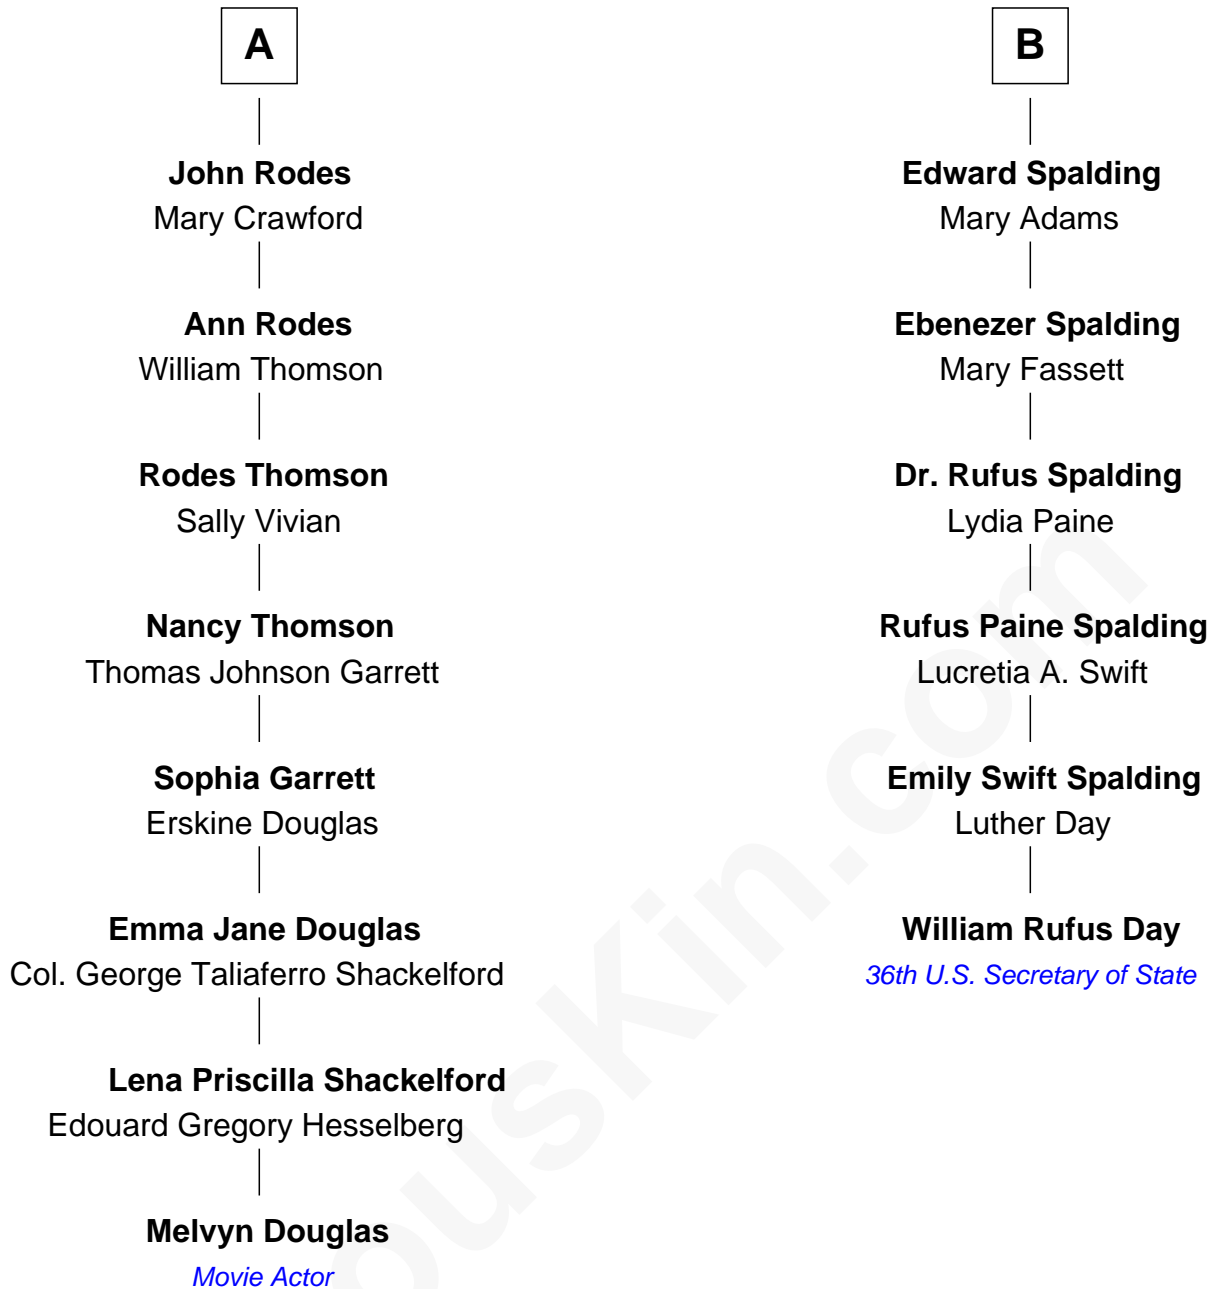 A
John Rodes
Mary Crawford
Ann Rodes
William Thomson
Rodes Thomson
Sally Vivian
Nancy Thomson
Thomas Johnson Garrett
Sophia Garrett
Erskine Douglas
Emma Jane Douglas
Col. George Taliaferro Shackelford
Lena Priscilla Shackelford
Edouard Gregory Hesselberg
Melvyn Douglas
Movie Actor
B
Edward Spalding
Mary Adams
Ebenezer Spalding
Mary Fassett
Dr. Rufus Spalding
Lydia Paine
Rufus Paine Spalding
Lucretia A. Swift
Emily Swift Spalding
Luther Day
William Rufus Day
36th U.S. Secretary of State
ousKin.com